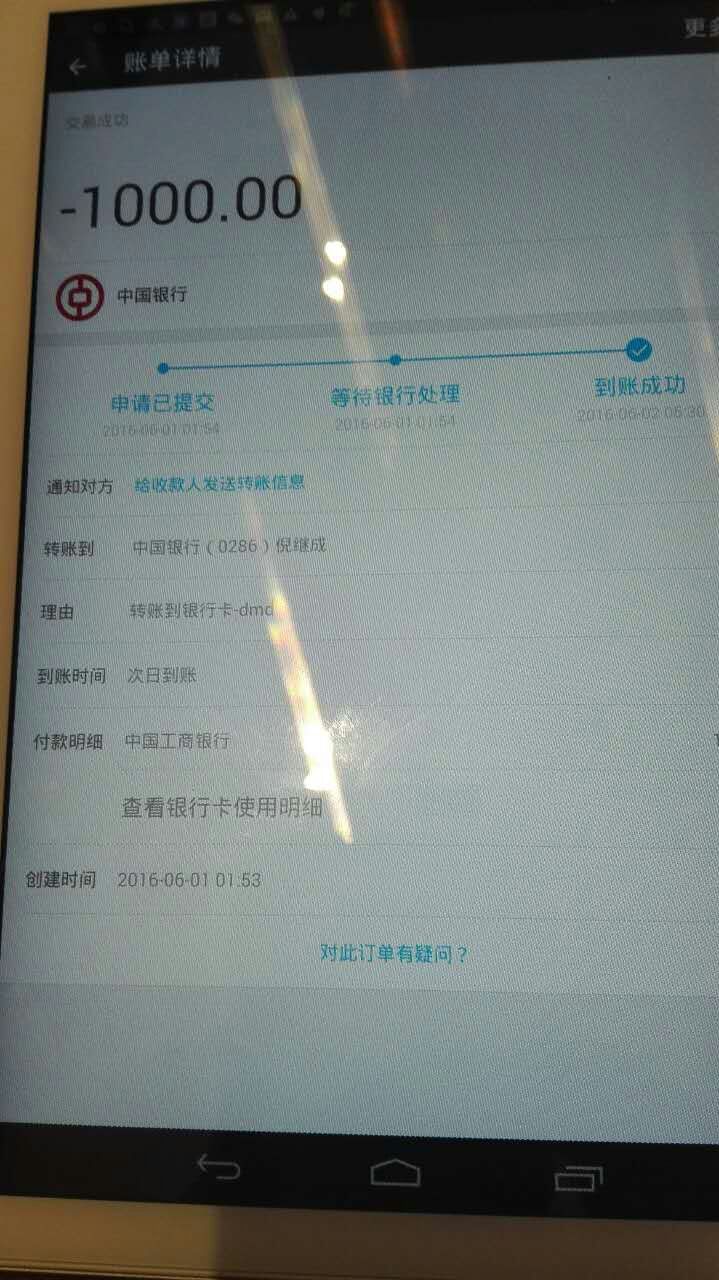 账单详情
更多
交易成功
-1000.00
中国银行
申请已提交 等待银行处理 到账成功
2016-06-01 01:54 2016-06-01 01:54 2016-06-02 05:30
通知对方 给收款人发送转账信息
转账到 中国银行（0286）倪继成
理由 转账到银行卡-dmd
到账时间 次日到账
付款明细 中国工商银行
查看银行卡使用明细
创建时间 2016-06-01 01:53
对此订单有疑问？